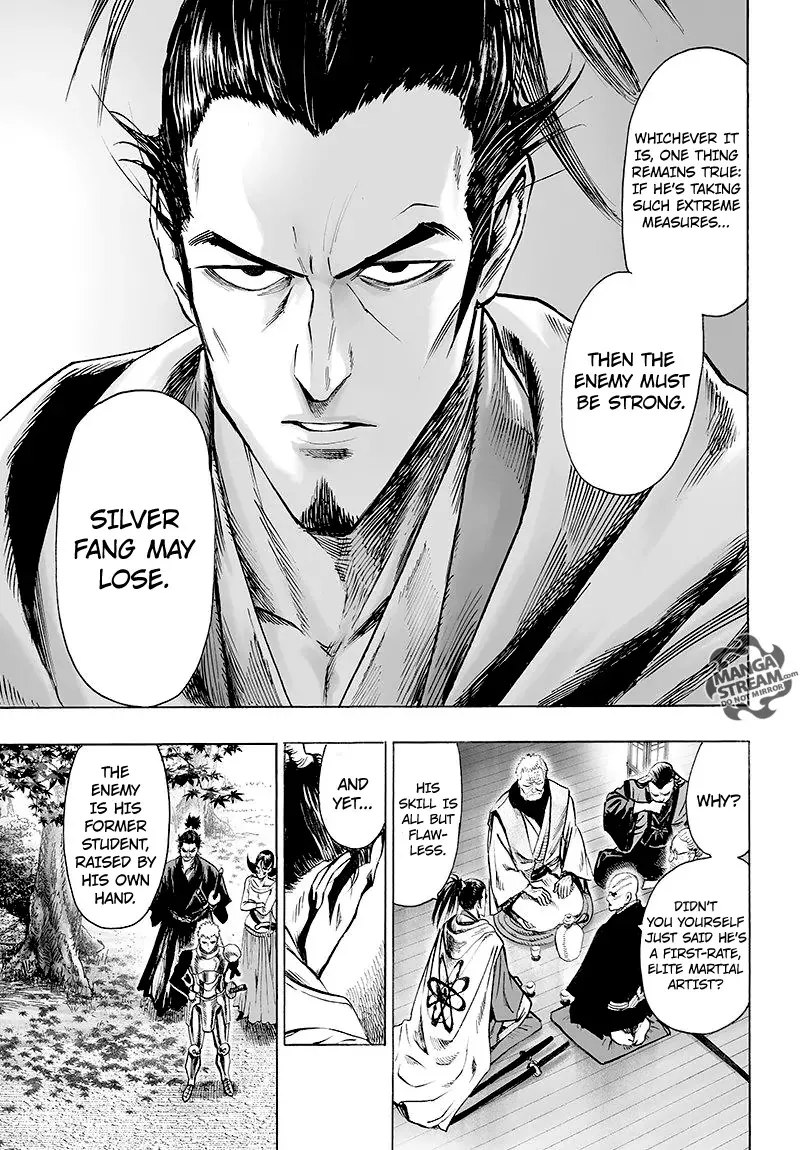 WHICHEVER IT
IS, ONE THING
REMAINS TRUE:
IF HE'S TAKING
SUCH EXTREME
MEASURES...
THEN THE
ENEMY MUST
BE STRONG.
SILVER
FANG MAY
LOSE.
MANGA
STREAM.com
DO NOT MIRROR
WHY?
DIDN'T
YOU YOURSELF
JUST SAID HE'S
A FIRST-RATE,
ELITE MARTIAL
ARTIST?
HIS
SKILL IS
ALL BUT
FLAW-
LESS.
AND
YET...
THE
ENEMY
IS HIS
FORMER
STUDENT,
RAISED BY
HIS OWN
HAND.